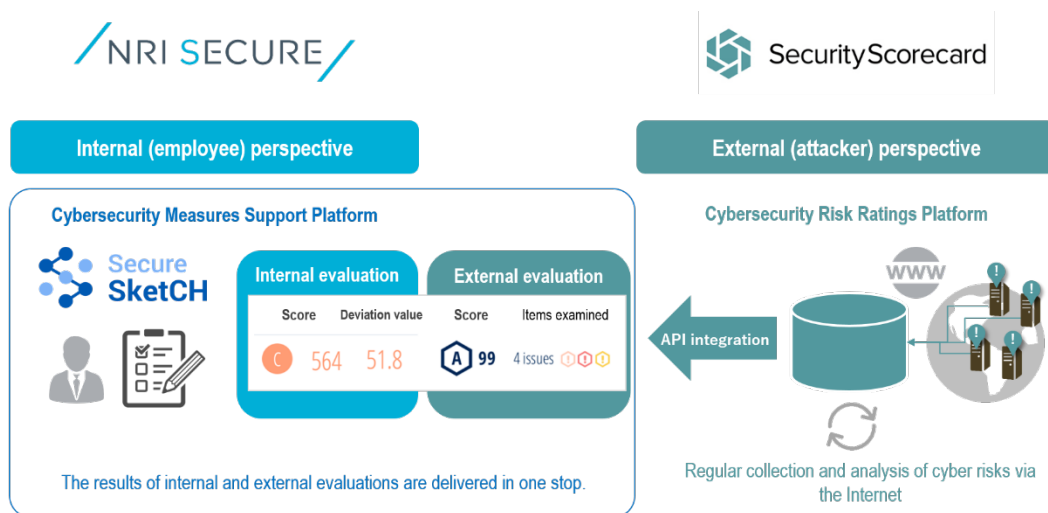 NRI SECURE
SecurityScorecard
Internal (employee) perspective
External (attacker) perspective
Cybersecurity Measures Support Platform
Secure
SketCH
Internal evaluation
External evaluation
Score
Deviation value
Score
Items examined
C
564
51.8
A
99
4 issues
! ! !
The results of internal and external evaluations are delivered in one stop.
Cybersecurity Risk Ratings Platform
WWW
! ! ! !
API integration
Regular collection and analysis of cyber risks via
the Internet